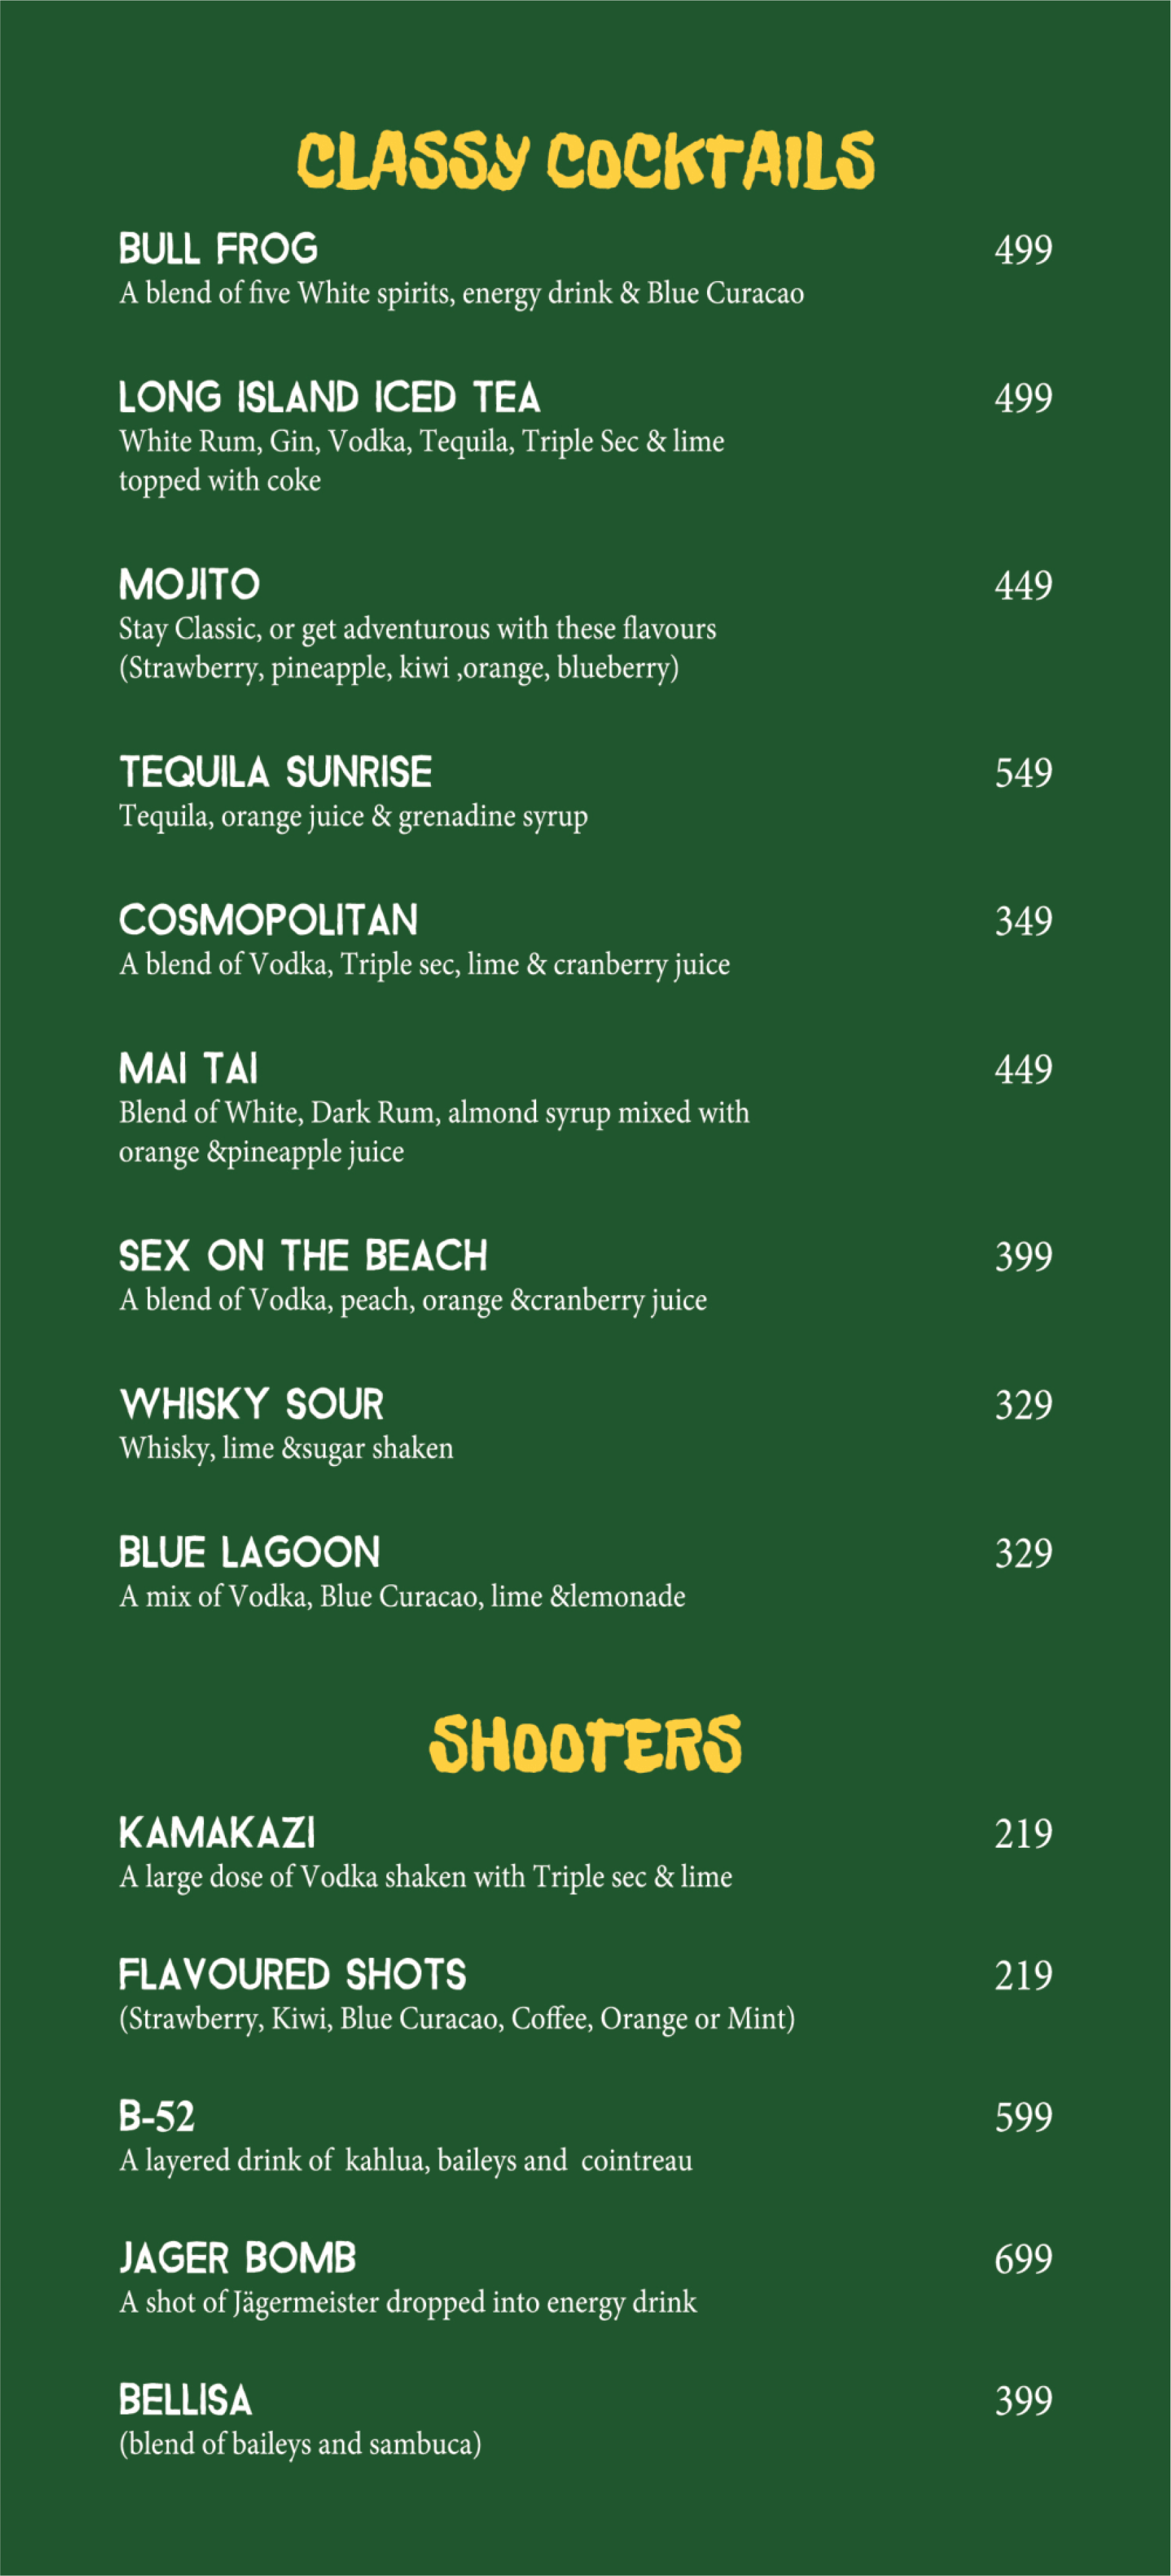 CLASSY COCKTAILS
BULL FROG 499
A blend of five White spirits, energy drink & Blue Curacao
LONG ISLAND ICED TEA 499
White Rum, Gin, Vodka, Tequila, Triple Sec & lime
topped with coke
MOJITO 449
Stay Classic, or get adventurous with these flavours
(Strawberry, pineapple, kiwi ,orange, blueberry)
TEQUILA SUNRISE 549
Tequila, orange juice & grenadine syrup
COSMOPOLITAN 349
A blend of Vodka, Triple sec, lime & cranberry juice
MAI TAI 449
Blend of White, Dark Rum, almond syrup mixed with
orange &pineapple juice
SEX ON THE BEACH 399
A blend of Vodka, peach, orange &cranberry juice
WHISKY SOUR 329
Whisky, lime &sugar shaken
BLUE LAGOON 329
A mix of Vodka, Blue Curacao, lime &lemonade
SHOOTERS
KAMAKAZI 219
A large dose of Vodka shaken with Triple sec & lime
FLAVOURED SHOTS 219
(Strawberry, Kiwi, Blue Curacao, Coffee, Orange or Mint)
B-52 599
A layered drink of kahlua, baileys and cointreau
JAGER BOMB 699
A shot of Jägermeister dropped into energy drink
BELLISA 399
(blend of baileys and sambuca)